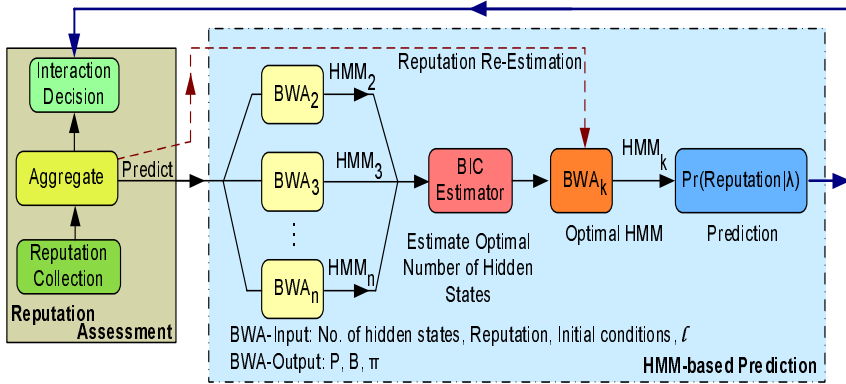 Interaction
Decision
Aggregate
Predict
Reputation
Collection
Reputation
Assessment
Reputation Re-Estimation
BWA2
HMM2
BWA3
HMM3
⋮
BWAn
HMMn
BIC
Estimator
Estimate Optimal
Number of Hidden
States
BWAk
Optimal HMM
HMMk
Pr(Reputation|λ)
Prediction
BWA-Input: No. of hidden states, Reputation, Initial conditions, ℓ
BWA-Output: P, B, π
HMM-based Prediction